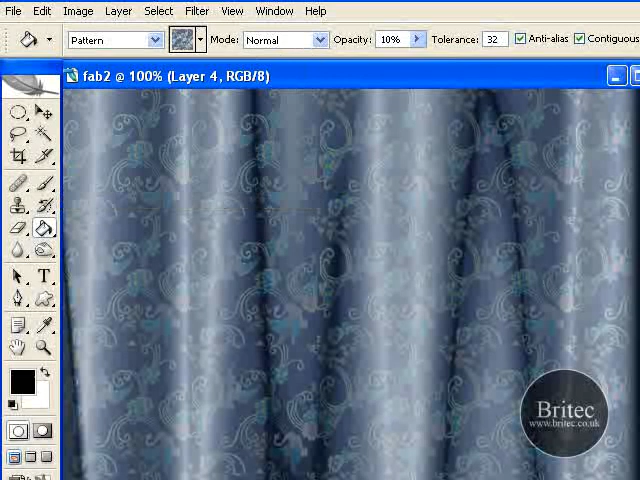 File Edit Image Layer Select Filter View Window Help
Pattern Mode: Normal Opacity: 10% Tolerance: 32 Anti-alias Contiguous
fab2 @ 100% (Layer 4, RGB/8)
T
Britec
www.britec.co.uk